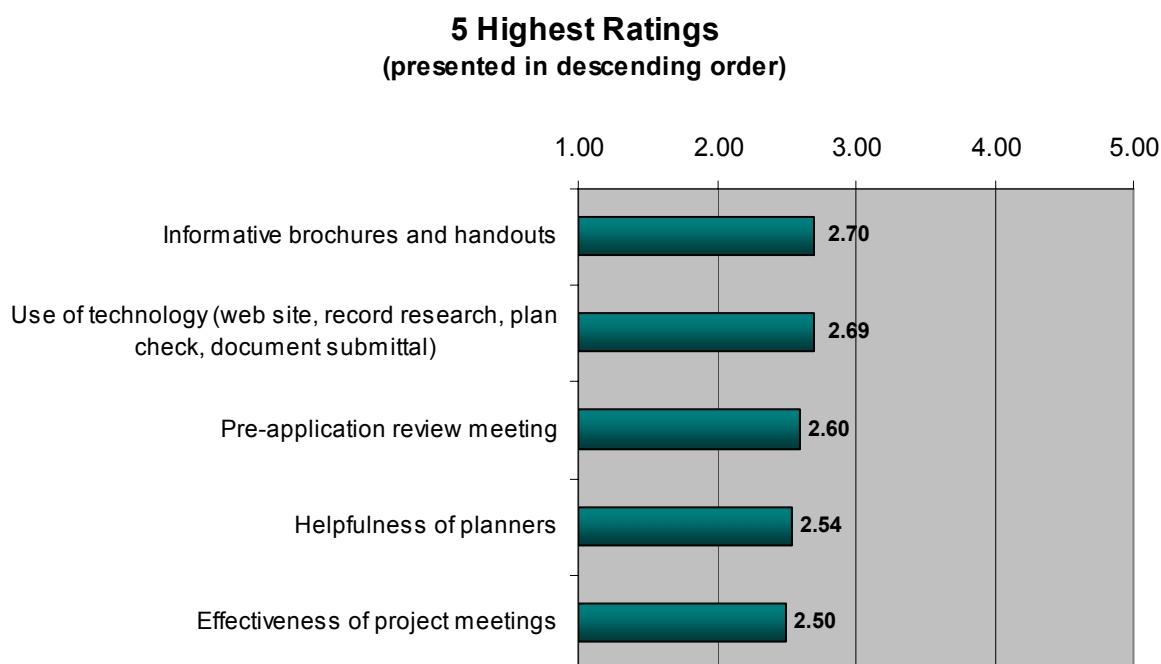 5 Highest Ratings
(presented in descending order)
1.00 2.00 3.00 4.00 5.00
Informative brochures and handouts 2.70
Use of technology (web site, record research, plan
check, document submittal) 2.69
Pre-application review meeting 2.60
Helpfulness of planners 2.54
Effectiveness of project meetings 2.50